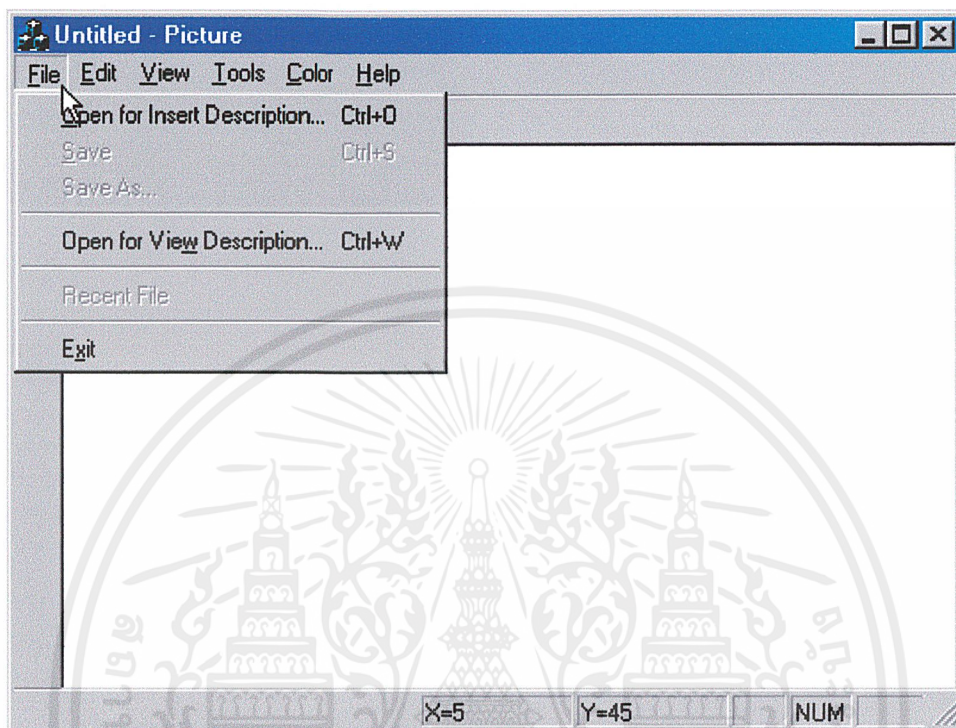 Untitled - Picture
File Edit View Tools Color Help
Open for Insert Description... Ctrl+O
Save Ctrl+S
Save As...
Open for View Description... Ctrl+W
Recent File
Exit
X=5 Y=45 NUM